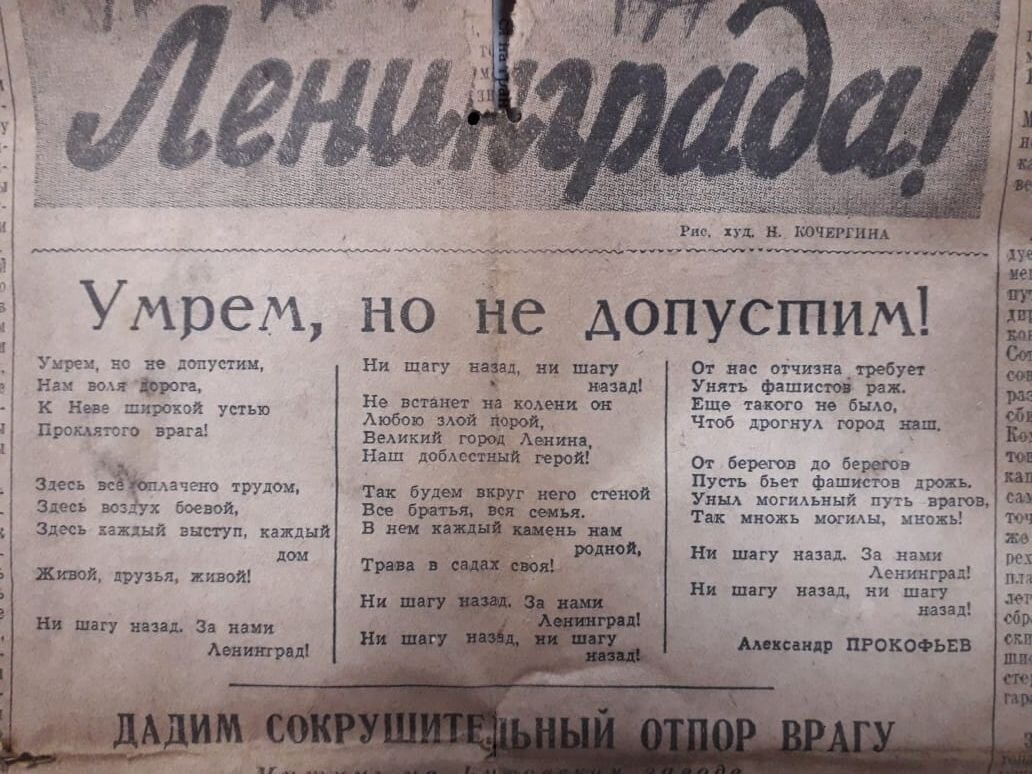 Ленинграда!
Рис. худ. Н. КОЧЕРГИНА
Умрем, но не допустим!
Умрем, но не допустим,
Нам воля дорога,
К Неве широкой устью
Проклятого врага!
Здесь всё оплачено трудом,
Здесь воздух боевой,
Здесь каждый выступ, каждый
дом
Живой, друзья, живой!
Ни шагу назад. За нами
Ленинград!
Ни шагу назад, ни шагу
назад!
Не встанет на колени он
Любою злой порой,
Великий город Ленина,
Наш доблестный герой!
Так будем вкруг него стеной
Все братья, вся семья.
В нем каждый камень нам
родной,
Трава в садах своя!
Ни шагу назад. За нами
Ленинград!
Ни шагу назад, ни шагу
назад!
От нас отчизна требует
Унять фашистов раж.
Еще такого не было,
Чтоб дрогнул город наш.
От берегов до берегов
Пусть бьет фашистов дрожь.
Уныл могильный путь врагов,
Так множь могилы, множь!
Ни шагу назад. За нами
Ленинград!
Ни шагу назад, ни шагу
назад!
Александр ПРОКОФЬЕВ
ДАДИМ СОКРУШИТЕЛЬНЫЙ ОТПОР ВРАГУ